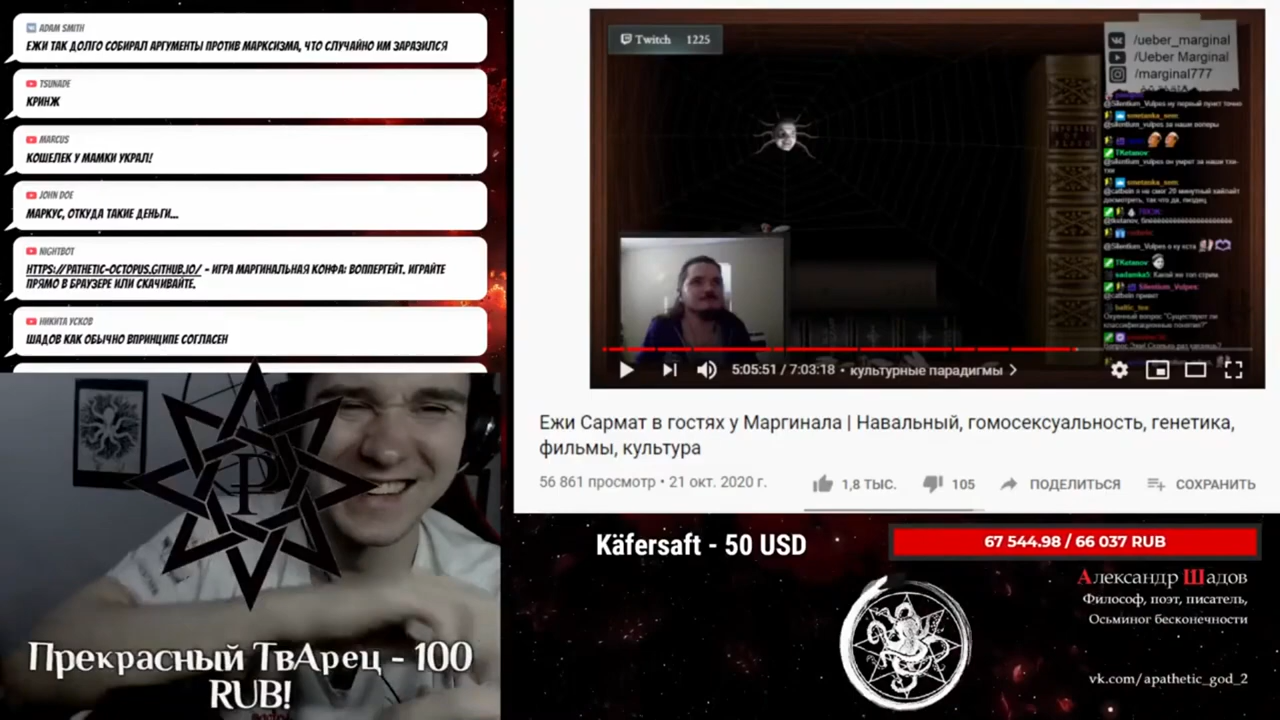 ADAM SMITH
ЕЖИ ТАК ДОЛГО СОБИРАЛ АРГУМЕНТЫ ПРОТИВ МАРКСИЗМА, ЧТО СЛУЧАЙНО ИМ ЗАРАЗИЛСЯ
TSUNADE
КРИНЖ
MARCUS
КОШЕЛЕК У МАМКИ УКРАЛ!
JOHN DOE
МАРКУС, ОТКУДА ТАКИЕ ДЕНЬГИ...
NIGHTBOT
HTTPS://PATHETIC-OCTOPUS.GITHUB.IO/ - ИГРА МАРГИНАЛЬНАЯ КОНФА: ВОППЕРГЕЙТ. ИГРАЙТЕ
ПРЯМО В БРАУЗЕРЕ ИЛИ СКАЧИВАЙТЕ.
НИКИТА УСКОВ
ШАДОВ КАК ОБЫЧНО ВПРИНЦИПЕ СОГЛАСЕН
Прекрасный ТвАрец - 100
RUB!
Twitch 1225
/ueber_marginal
/Ueber Marginal
/marginal777
5:05:51 / 7:03:18 • культурные парадигмы
Ежи Сармат в гостях у Маргинала | Навальный, гомосексуальность, генетика,
фильмы, культура
56 861 просмотр • 21 окт. 2020 г.
1,8 ТЫС.
105
ПОДЕЛИТЬСЯ
СОХРАНИТЬ
Käfersaft - 50 USD
67 544.98 / 66 037 RUB
Александр Шадов
Философ, поэт, писатель,
Осьминог бесконечности
vk.com/apathetic_god_2